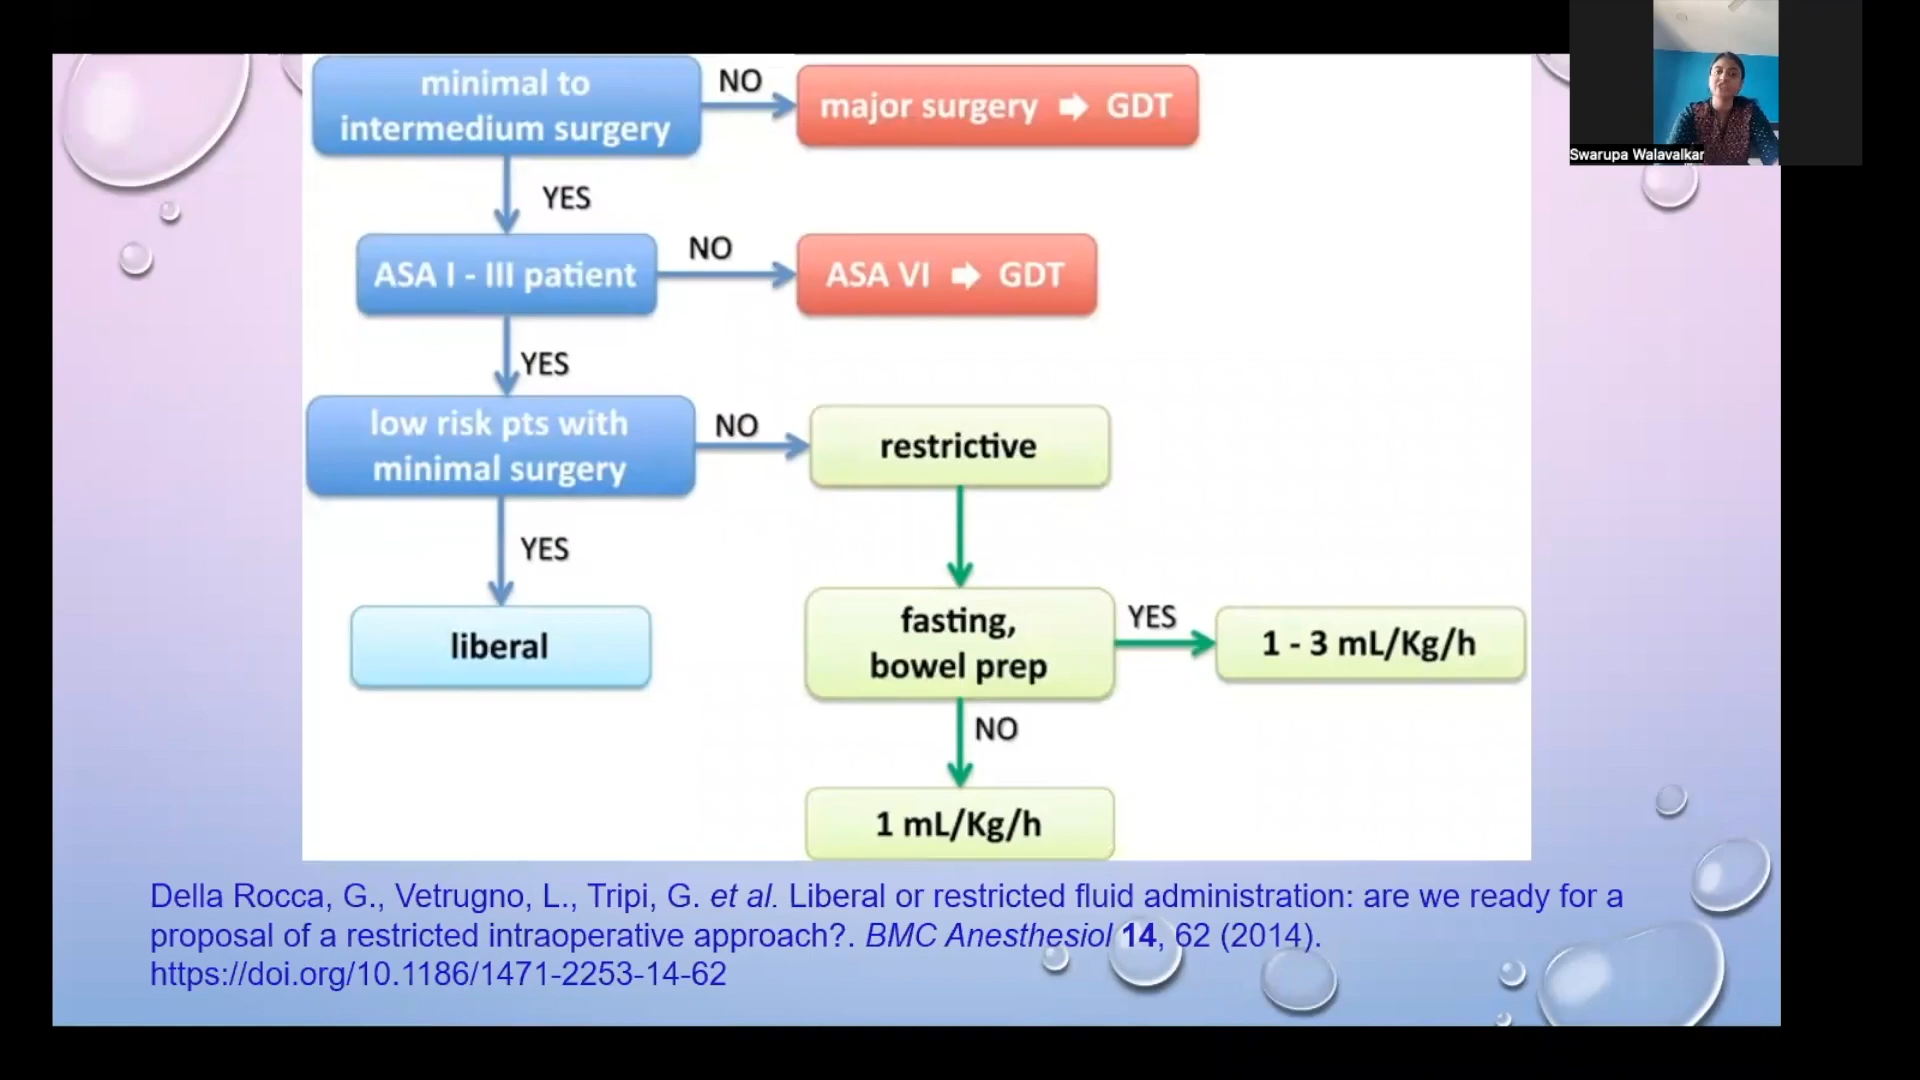 minimal to
intermedium surgery
NO
major surgery ➡ GDT
YES
ASA I - III patient
NO
ASA VI ➡ GDT
YES
low risk pts with
minimal surgery
NO
restrictive
YES
liberal
fasting,
bowel prep
YES
1 - 3 mL/Kg/h
NO
1 mL/Kg/h
Della Rocca, G., Vetrugno, L., Tripi, G. et al. Liberal or restricted fluid administration: are we ready for a
proposal of a restricted intraoperative approach?. BMC Anesthesiol 14, 62 (2014).
https://doi.org/10.1186/1471-2253-14-62
Swarupa Walavalkar